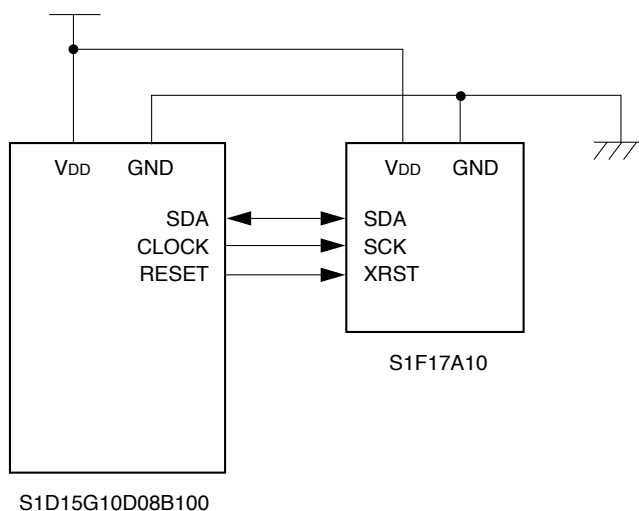 VDD GND
VDD GND
SDA SDA
CLOCK SCK
RESET XRST
S1F17A10
S1D15G10D08B100